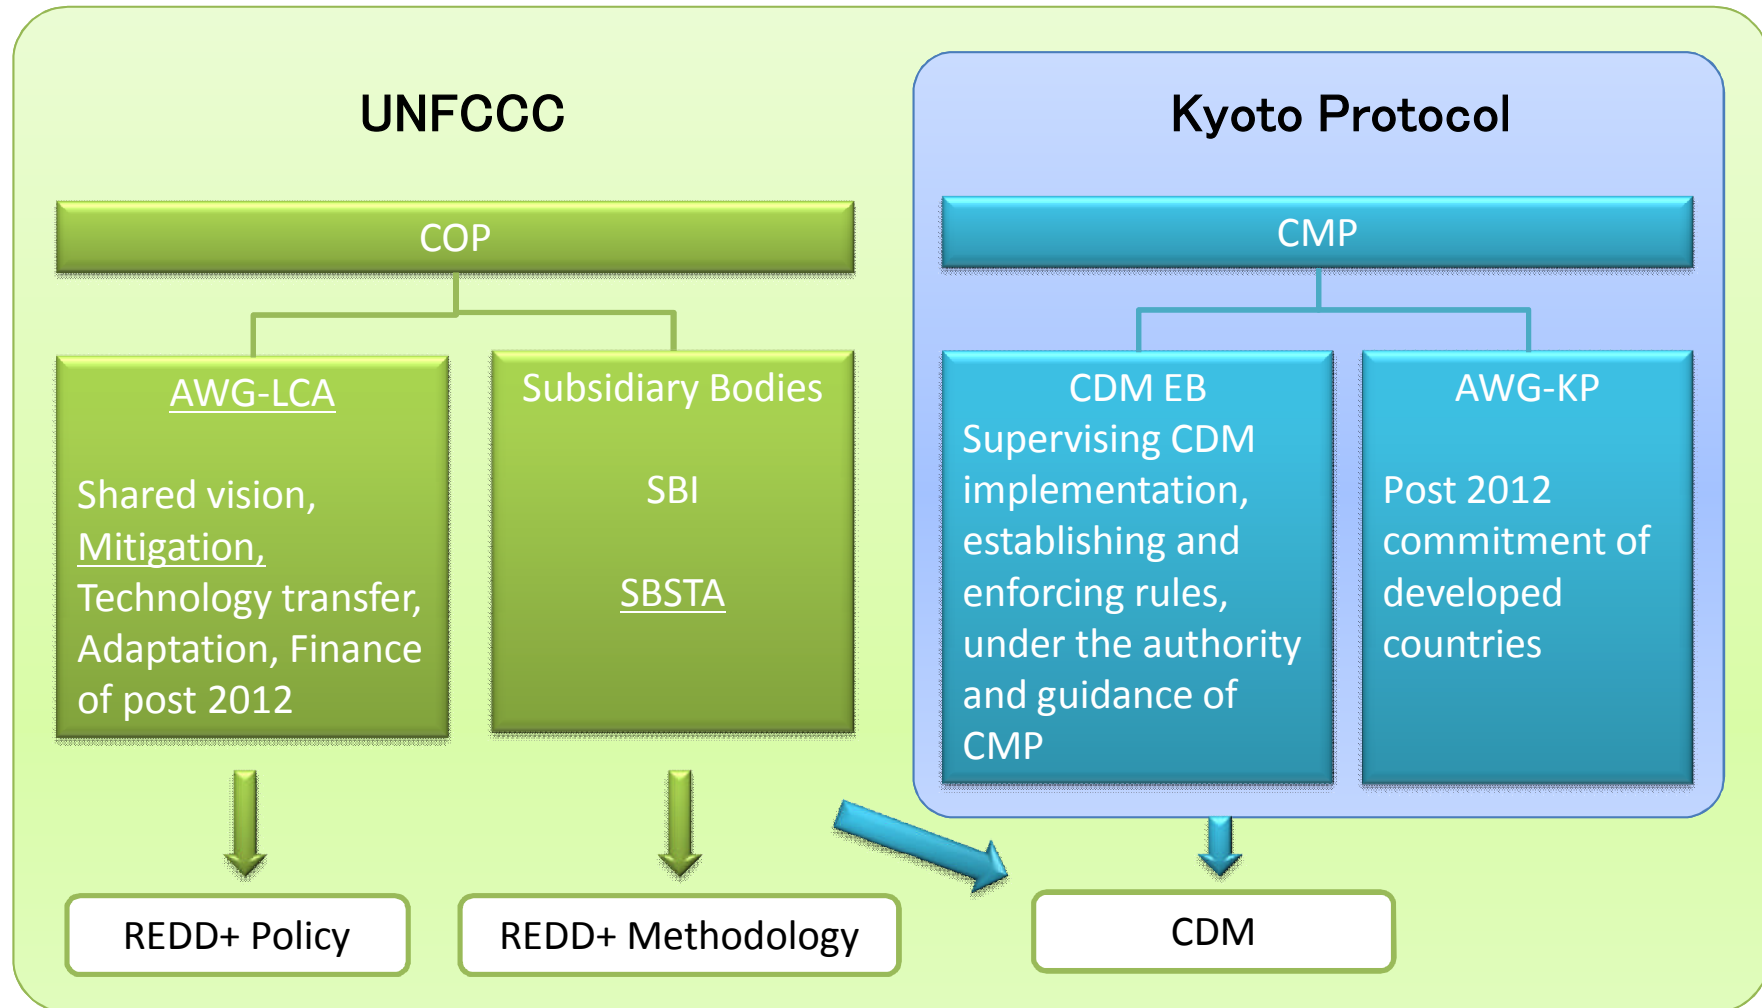 UNFCCC
COP
AWG-LCA
Shared vision,
Mitigation,
Technology transfer,
Adaptation, Finance
of post 2012
Subsidiary Bodies
SBI
SBSTA
Kyoto Protocol
CMP
CDM EB
Supervising CDM
implementation,
establishing and
enforcing rules,
under the authority
and guidance of
CMP
AWG-KP
Post 2012
commitment of
developed
countries
REDD+ Policy
REDD+ Methodology
CDM